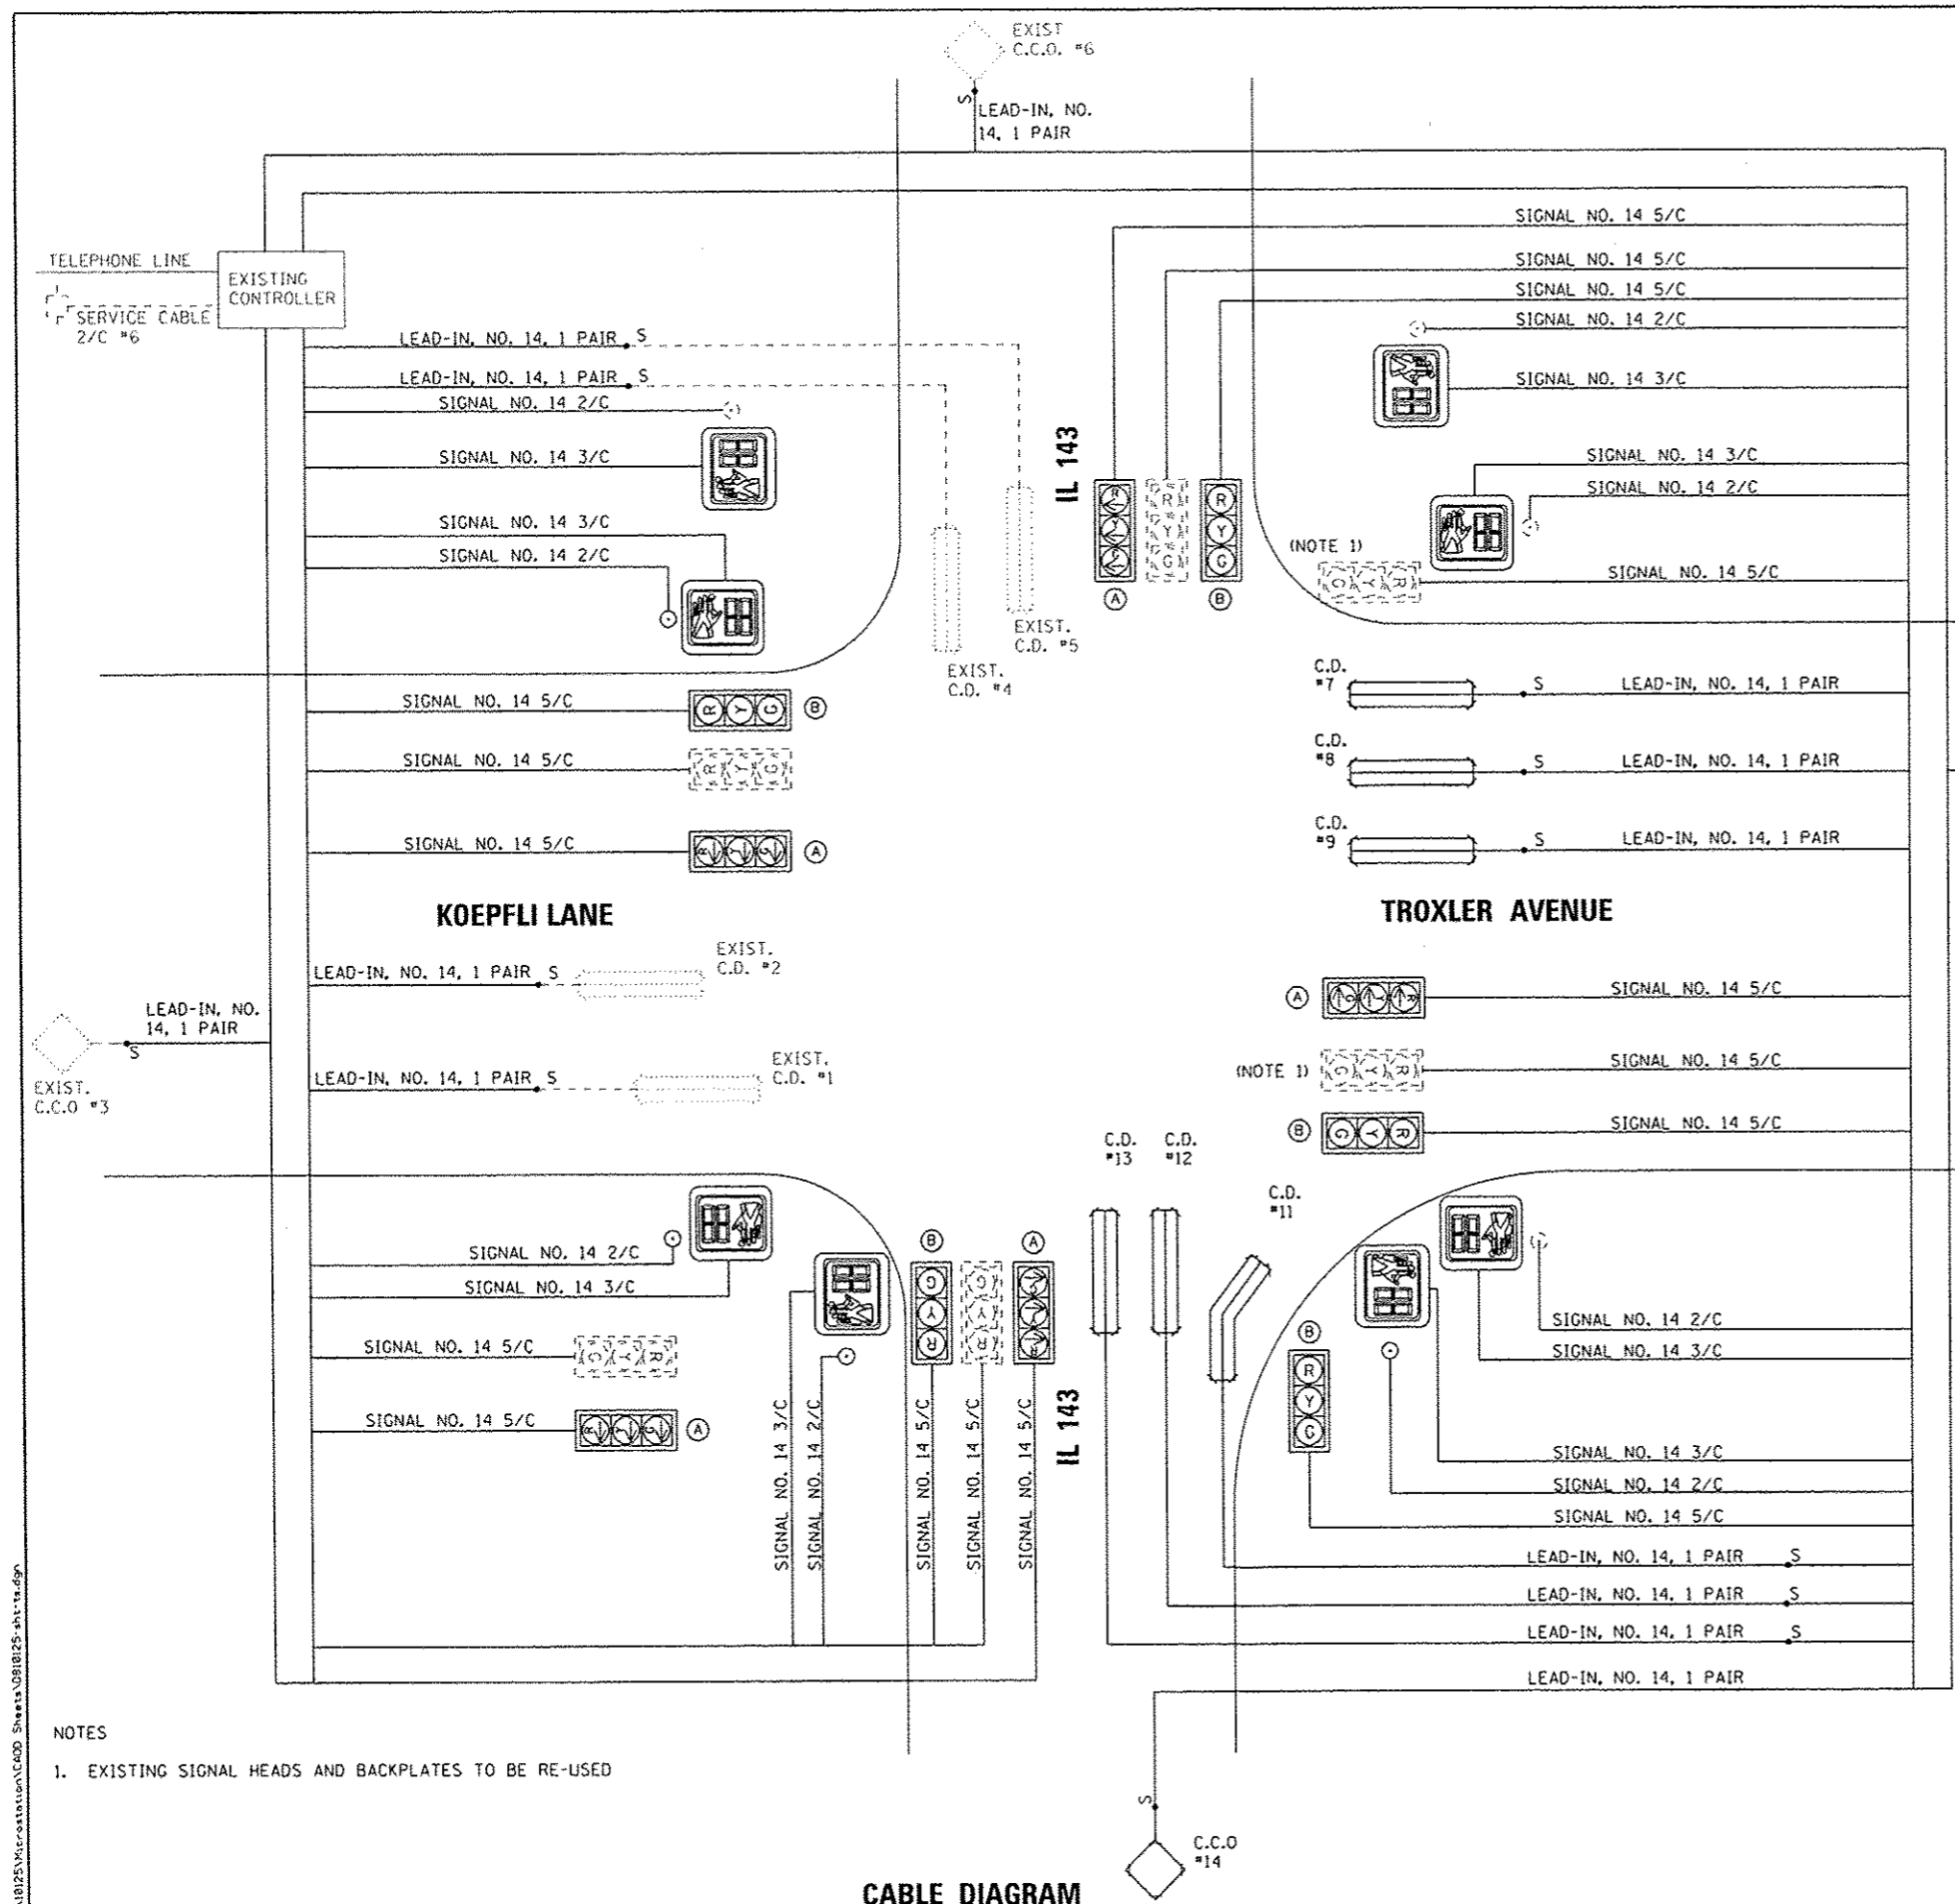 EXIST
C.C.O. #6
LEAD-IN, NO.
14, 1 PAIR
SIGNAL NO. 14 5/C
TELEPHONE LINE
EXISTING
CONTROLLER
SERVICE CABLE
2/C #6
SIGNAL NO. 14 5/C
SIGNAL NO. 14 5/C
SIGNAL NO. 14 2/C
LEAD-IN, NO. 14, 1 PAIR S
LEAD-IN, NO. 14, 1 PAIR S
SIGNAL NO. 14 2/C
SIGNAL NO. 14 3/C
SIGNAL NO. 14 3/C
SIGNAL NO. 14 2/C
SIGNAL NO. 14 3/C
SIGNAL NO. 14 3/C
SIGNAL NO. 14 2/C
IL 143
R Y G
R Y G
R Y G
A
B
(NOTE 1)
G Y R
SIGNAL NO. 14 5/C
EXIST.
C.D. #5
EXIST.
C.D. #4
C.D.
#7
S
LEAD-IN, NO. 14, 1 PAIR
SIGNAL NO. 14 5/C
R Y G
B
SIGNAL NO. 14 5/C
R Y G
C.D.
#8
S
LEAD-IN, NO. 14, 1 PAIR
SIGNAL NO. 14 5/C
R Y G
A
C.D.
#9
S
LEAD-IN, NO. 14, 1 PAIR
KOEPFLI LANE
TROXLER AVENUE
LEAD-IN, NO. 14, 1 PAIR S
EXIST.
C.D. #2
A
G Y R
SIGNAL NO. 14 5/C
LEAD-IN, NO.
14, 1 PAIR
S
EXIST.
C.C.O #3
LEAD-IN, NO. 14, 1 PAIR S
EXIST.
C.D. #1
(NOTE 1)
G Y R
SIGNAL NO. 14 5/C
B
G Y R
SIGNAL NO. 14 5/C
C.D.
#13
C.D.
#12
C.D.
#11
SIGNAL NO. 14 2/C
SIGNAL NO. 14 3/C
B
A
G Y R
G Y R
G Y R
SIGNAL NO. 14 5/C
G Y R
SIGNAL NO. 14 5/C
R Y G
A
SIGNAL NO. 14 3/C
SIGNAL NO. 14 2/C
SIGNAL NO. 14 5/C
SIGNAL NO. 14 5/C
SIGNAL NO. 14 5/C
IL 143
B
R Y G
SIGNAL NO. 14 2/C
SIGNAL NO. 14 3/C
SIGNAL NO. 14 3/C
SIGNAL NO. 14 2/C
SIGNAL NO. 14 5/C
LEAD-IN, NO. 14, 1 PAIR S
LEAD-IN, NO. 14, 1 PAIR S
LEAD-IN, NO. 14, 1 PAIR S
LEAD-IN, NO. 14, 1 PAIR
S
C.C.O
#14
NOTES
1. EXISTING SIGNAL HEADS AND BACKPLATES TO BE RE-USED
CABLE DIAGRAM